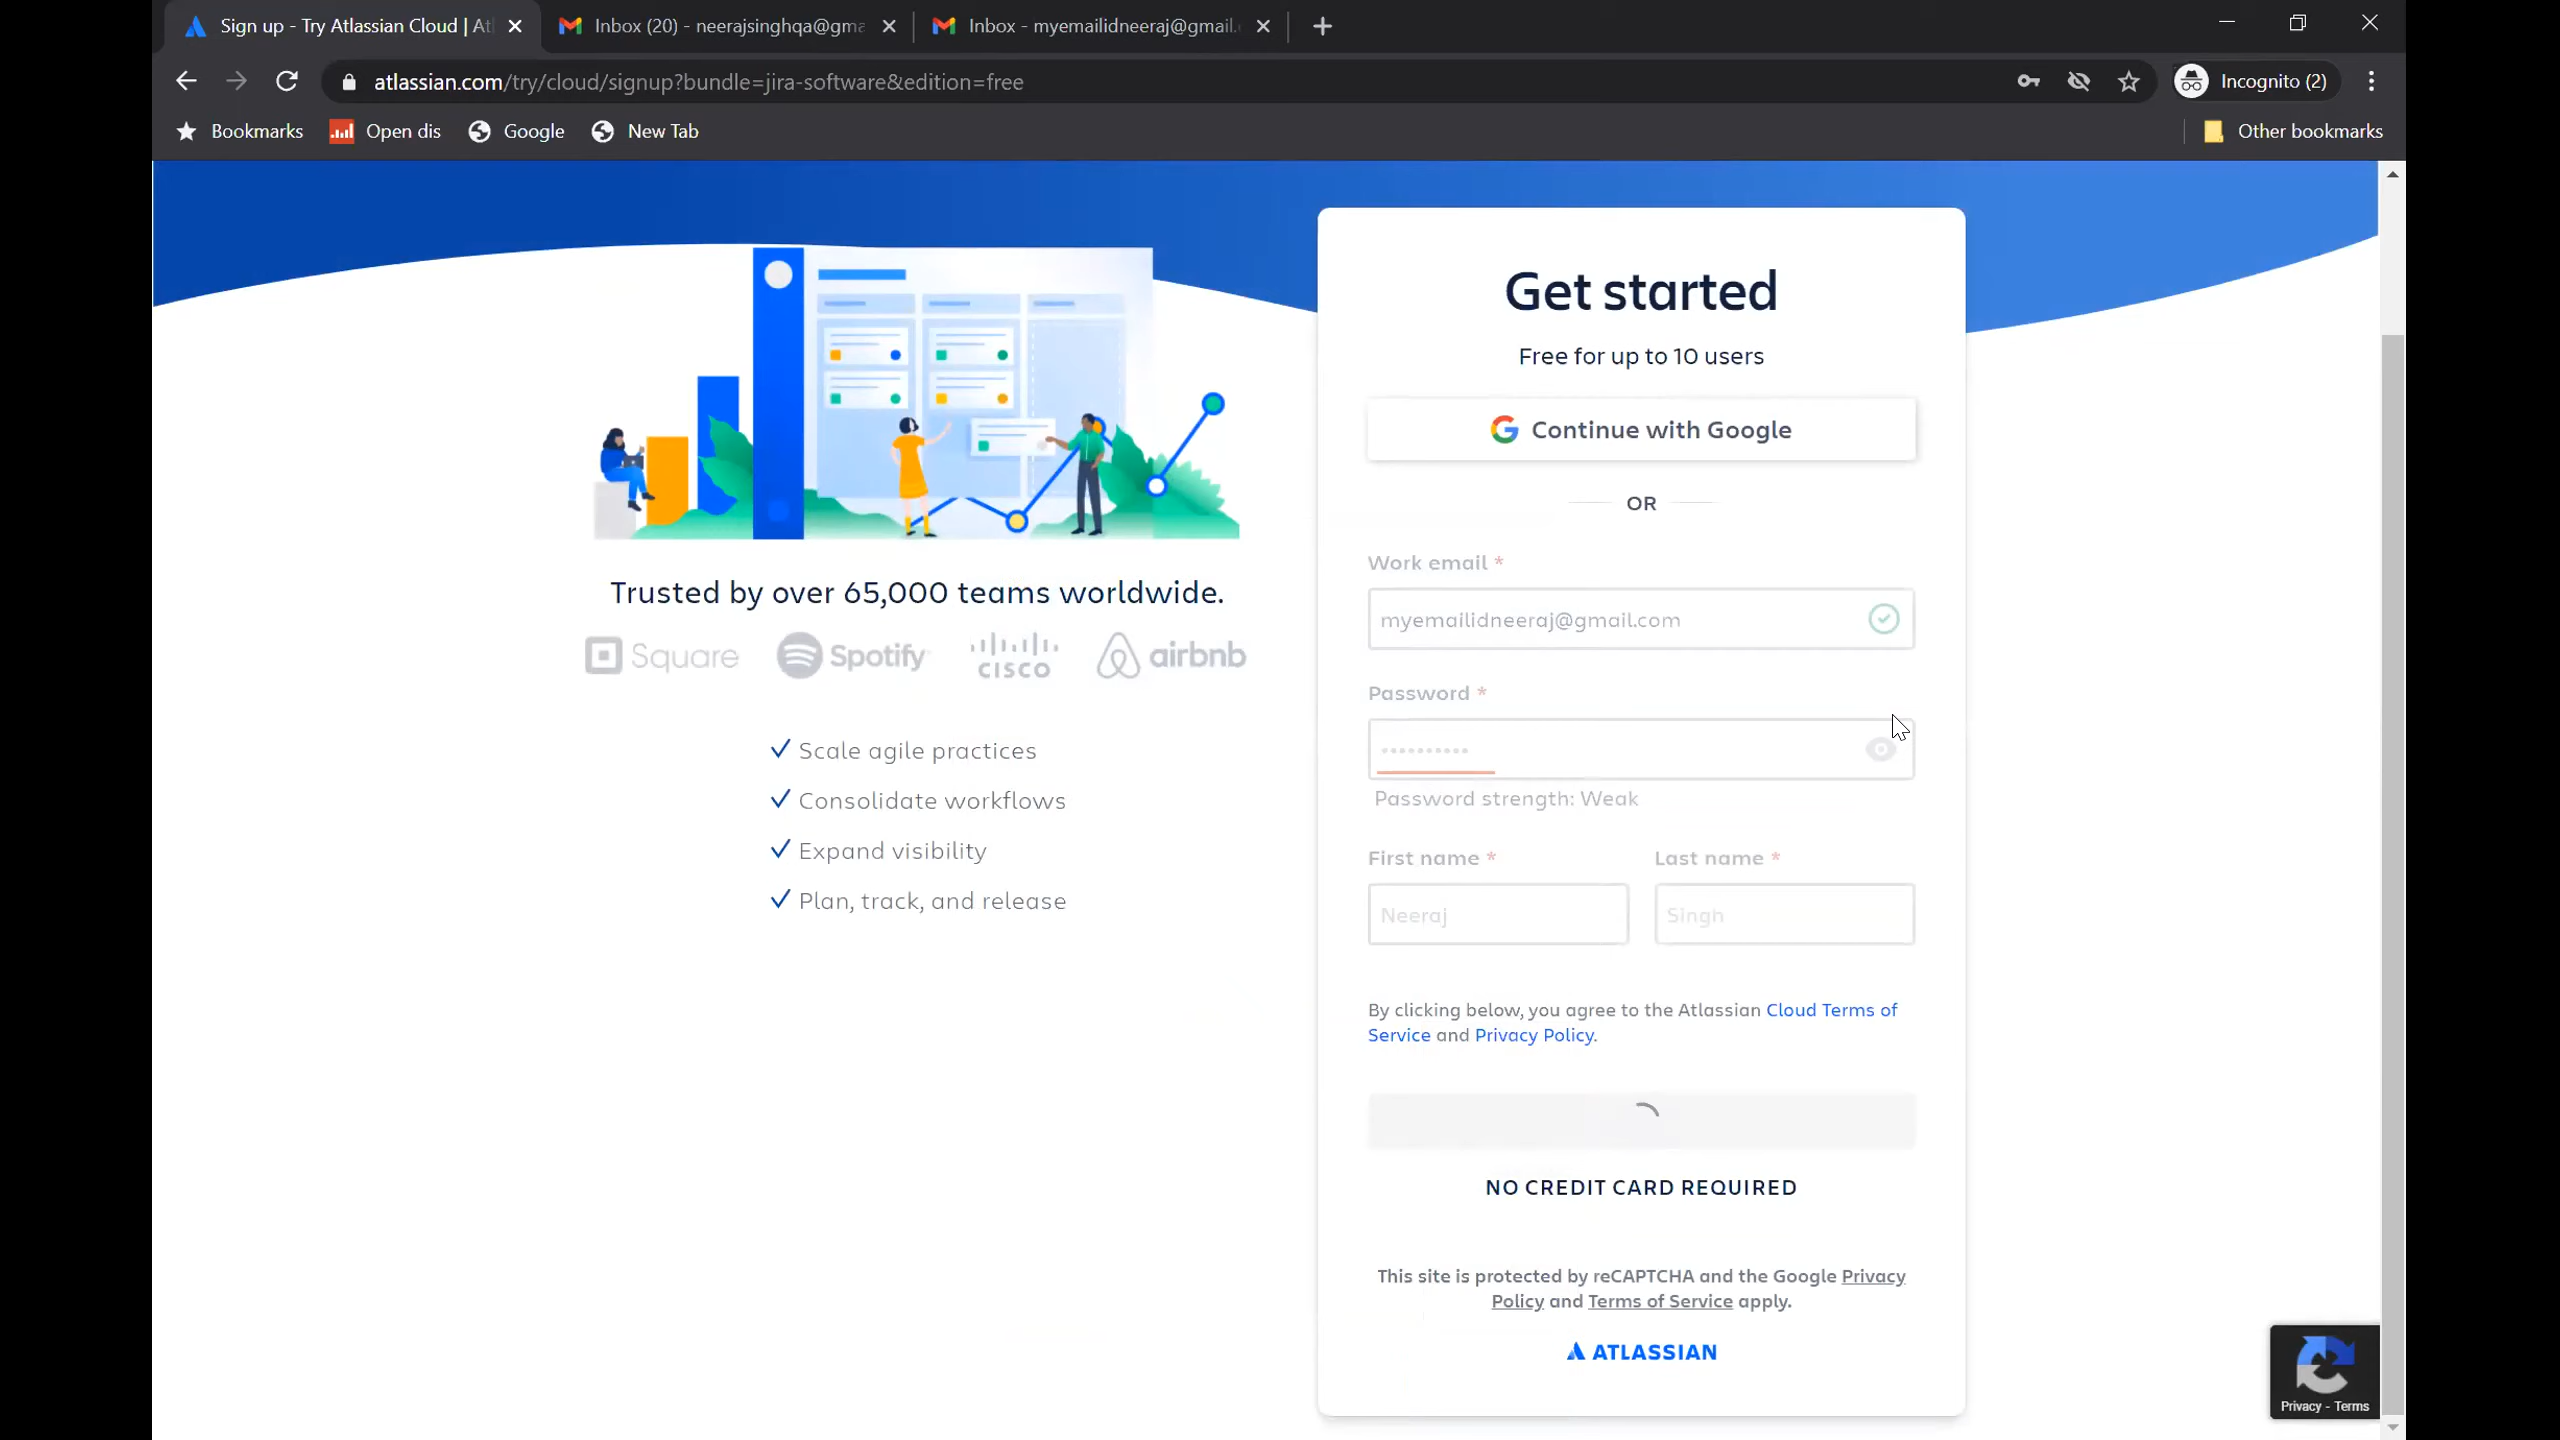 Sign up - Try Atlassian Cloud | Atl
Inbox (20) - neerajsinghqa@gma
Inbox - myemailidneeraj@gmail.
atlassian.com/try/cloud/signup?bundle=jira-software&edition=free
Incognito (2)
Bookmarks
Open dis
Google
New Tab
Other bookmarks
Get started
Free for up to 10 users
Continue with Google
OR
Work email *
myemailidneeraj@gmail.com
Password *
••••••••••
Password strength: Weak
First name *
Last name *
Neeraj
Singh
By clicking below, you agree to the Atlassian Cloud Terms of
Service and Privacy Policy.
NO CREDIT CARD REQUIRED
This site is protected by reCAPTCHA and the Google Privacy
Policy and Terms of Service apply.
ATLASSIAN
Trusted by over 65,000 teams worldwide.
Square
Spotify
CISCO
airbnb
Scale agile practices
Consolidate workflows
Expand visibility
Plan, track, and release
Privacy - Terms